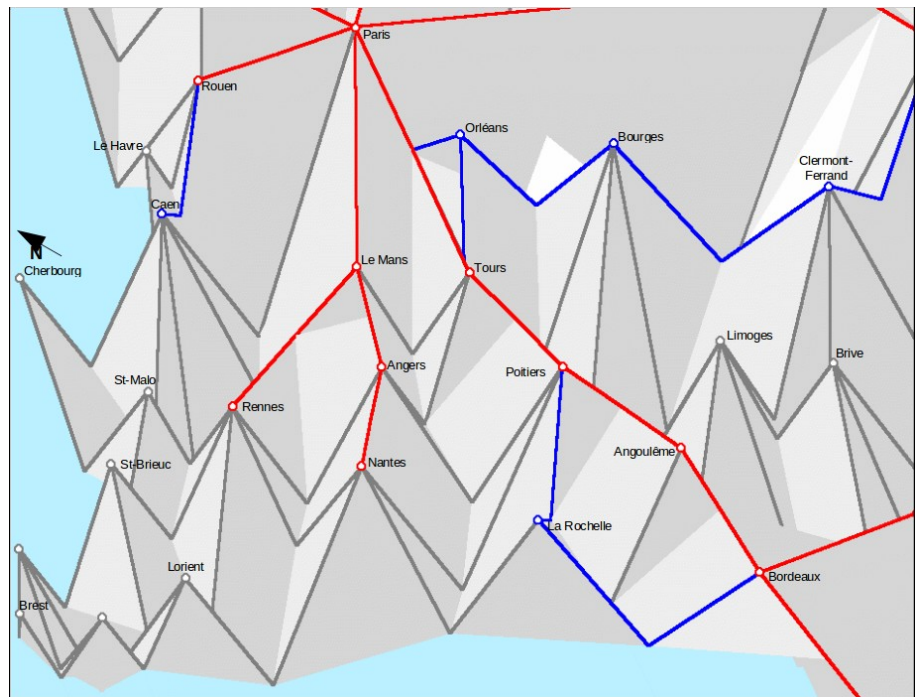 Paris
Rouen
Orléans
Bourges
Le Havre
Clermont-
Ferrand
Caen
N
Cherbourg
Le Mans
Tours
Limoges
Brive
St-Malo
Angers
Poitiers
Rennes
Angoulême
St-Brieuc
Nantes
La Rochelle
Lorient
Bordeaux
Brest